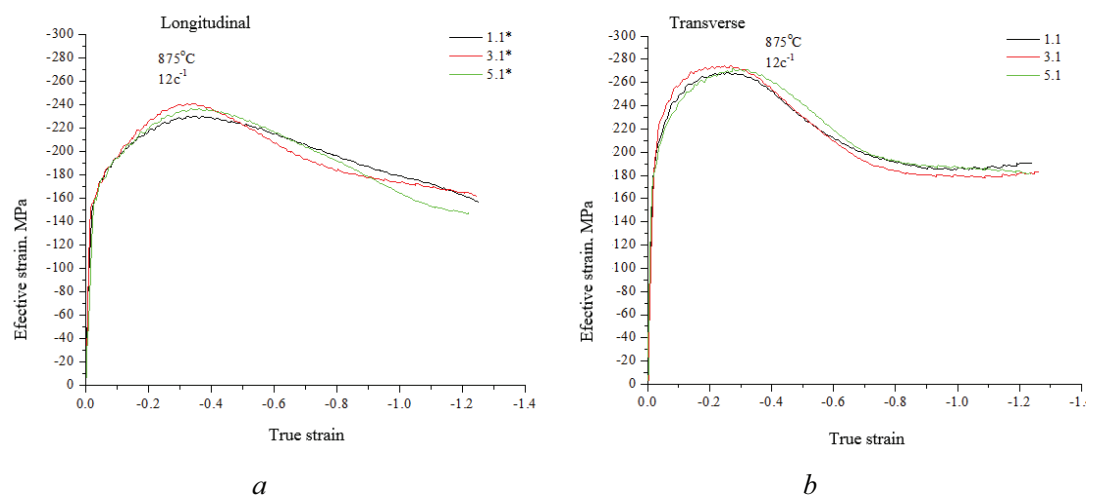 Longitudinal
875°C
12c⁻¹
1.1*
3.1*
5.1*
-300
-280
-260
-240
-220
-200
-180
-160
-140
-120
-100
-80
-60
-40
-20
0
Efective strain. MPa
0.0 -0.2 -0.4 -0.6 -0.8 -1.0 -1.2 -1.4
True strain
a
Transverse
875°C
12c⁻¹
1.1
3.1
5.1
-300
-280
-260
240
220
200
180
-160
-140
-120
-100
-80
-60
-40
-20
0
Effective strain. MPa
0.0 -0.2 -0.4 -0.6 -0.8 -1.0 -1.2 -1.
True strain
b